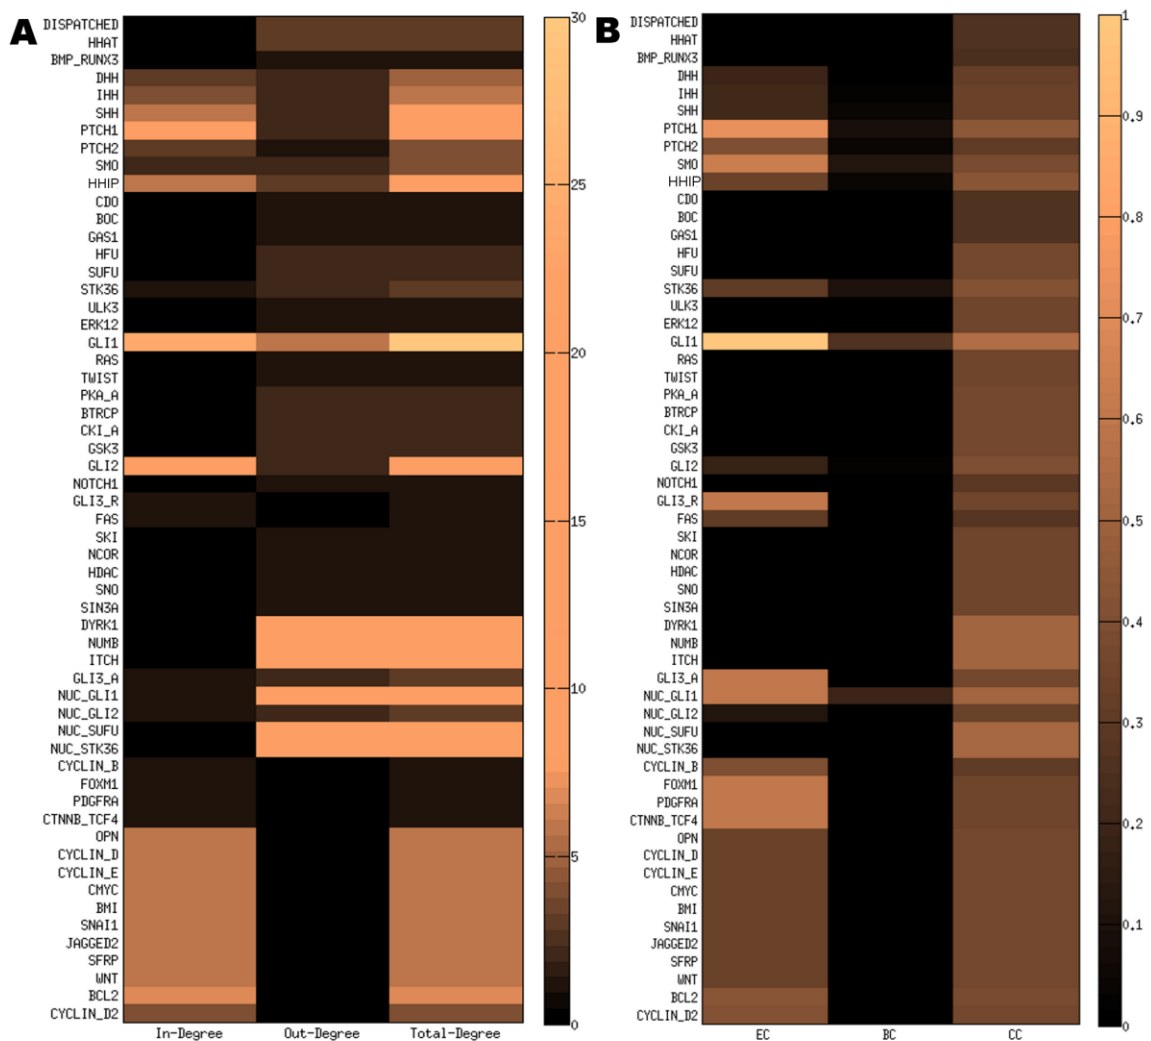 A
DISPATCHED
HHAT
BMP_RUNX3
DHH
IHH
SHH
PTCH1
PTCH2
SMO
HHIP
CDO
BOC
GAS1
HFU
SUFU
STK36
ULK3
ERK12
GLI1
RAS
TWIST
PKA_A
BTRCP
CKI_A
GSK3
GLI2
NOTCH1
GLI3_R
FAS
SKI
NCOR
HDAC
SNO
SIN3A
DYRK1
NUMB
ITCH
GLI3_A
NUC_GLI1
NUC_GLI2
NUC_SUFU
NUC_STK36
CYCLIN_B
FOXM1
PDGFRA
CTNNB_TCF4
OPN
CYCLIN_D
CYCLIN_E
CMYC
BMI
SNAI1
JAGGED2
SFRP
WNT
BCL2
CYCLIN_D2
In-Degree Out-Degree Total-Degree
30
25
20
15
10
5
0
B
DISPATCHED
HHAT
BMP_RUNX3
DHH
IHH
SHH
PTCH1
PTCH2
SMO
HHIP
CDO
BOC
GAS1
HFU
SUFU
STK36
ULK3
ERK12
GLI1
RAS
TWIST
PKA_A
BTRCP
CKI_A
GSK3
GLI2
NOTCH1
GLI3_R
FAS
SKI
NCOR
HDAC
SNO
SIN3A
DYRK1
NUMB
ITCH
GLI3_A
NUC_GLI1
NUC_GLI2
NUC_SUFU
NUC_STK36
CYCLIN_B
FOXM1
PDGFRA
CTNNB_TCF4
OPN
CYCLIN_D
CYCLIN_E
CMYC
BMI
SNAI1
JAGGED2
SFRP
WNT
BCL2
CYCLIN_D2
EC BC CC
1
0.9
0.8
0.7
0.6
0.5
0.4
0.3
0.2
0.1
0